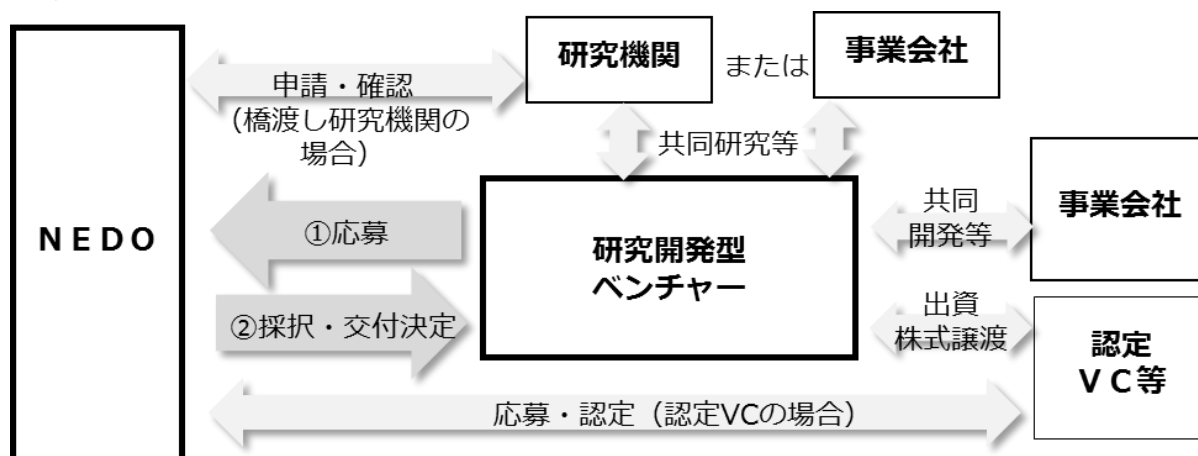 研究機関
または
事業会社
申請・確認
(橋渡し研究機関の
場合)
共同研究等
ＮＥＤＯ
①応募
研究開発型
ベンチャー
共同
開発等
事業会社
②採択・交付決定
出資
株式譲渡
認定
ＶＣ等
応募・認定（認定VCの場合）